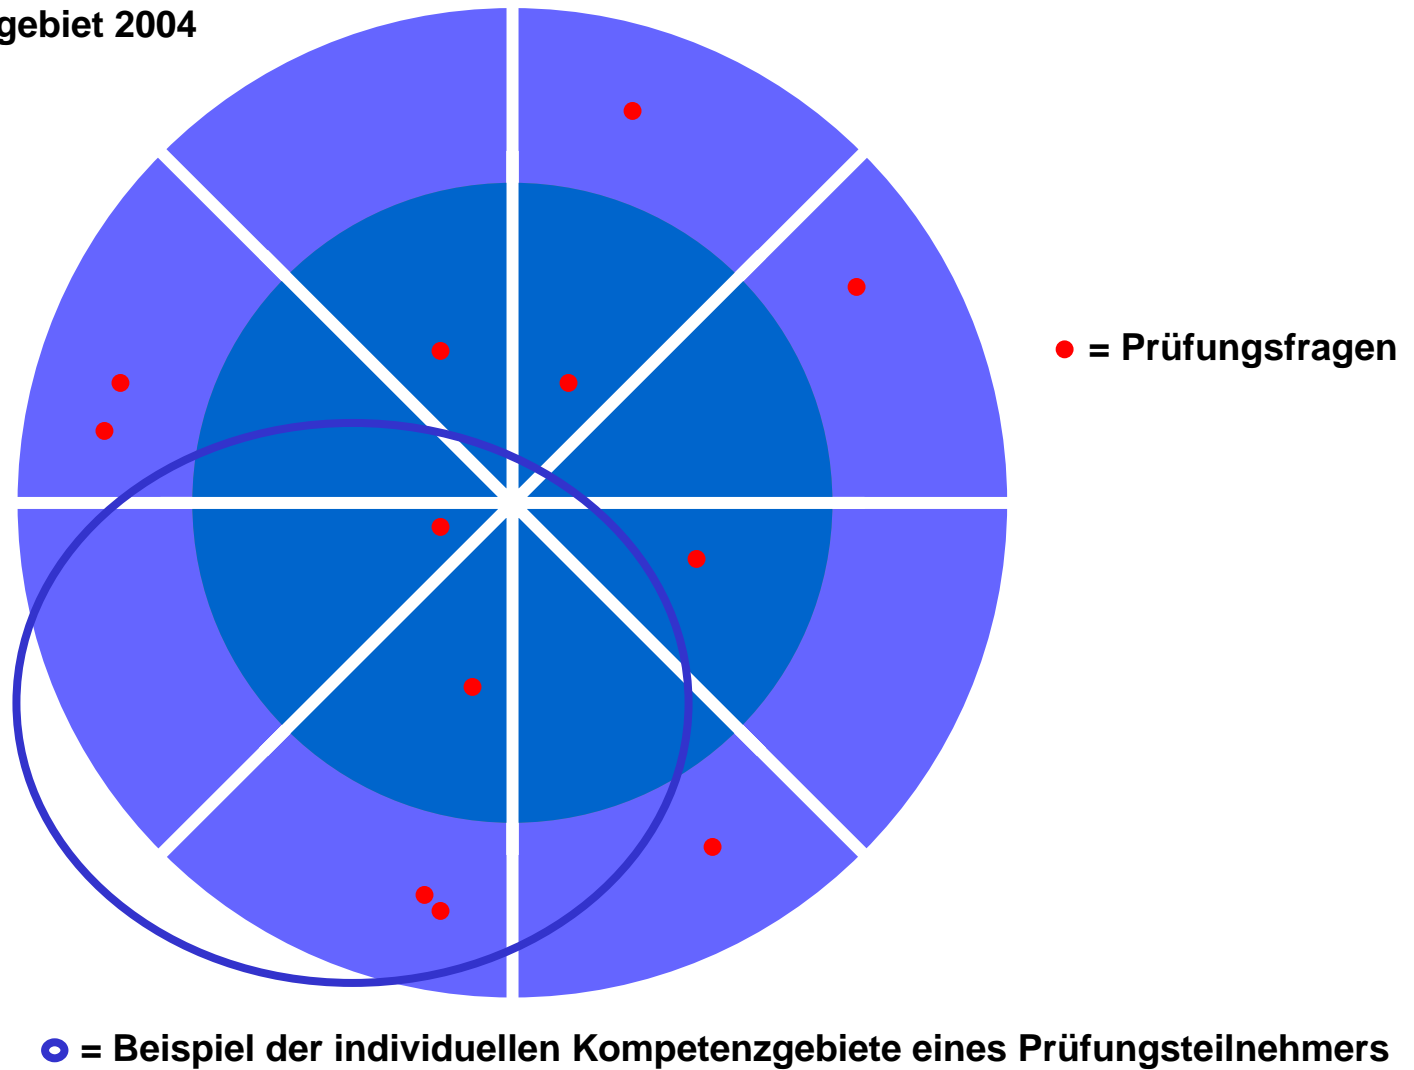 gebiet 2004
= Prüfungsfragen
= Beispiel der individuellen Kompetenzgebiete eines Prüfungsteilnehmers